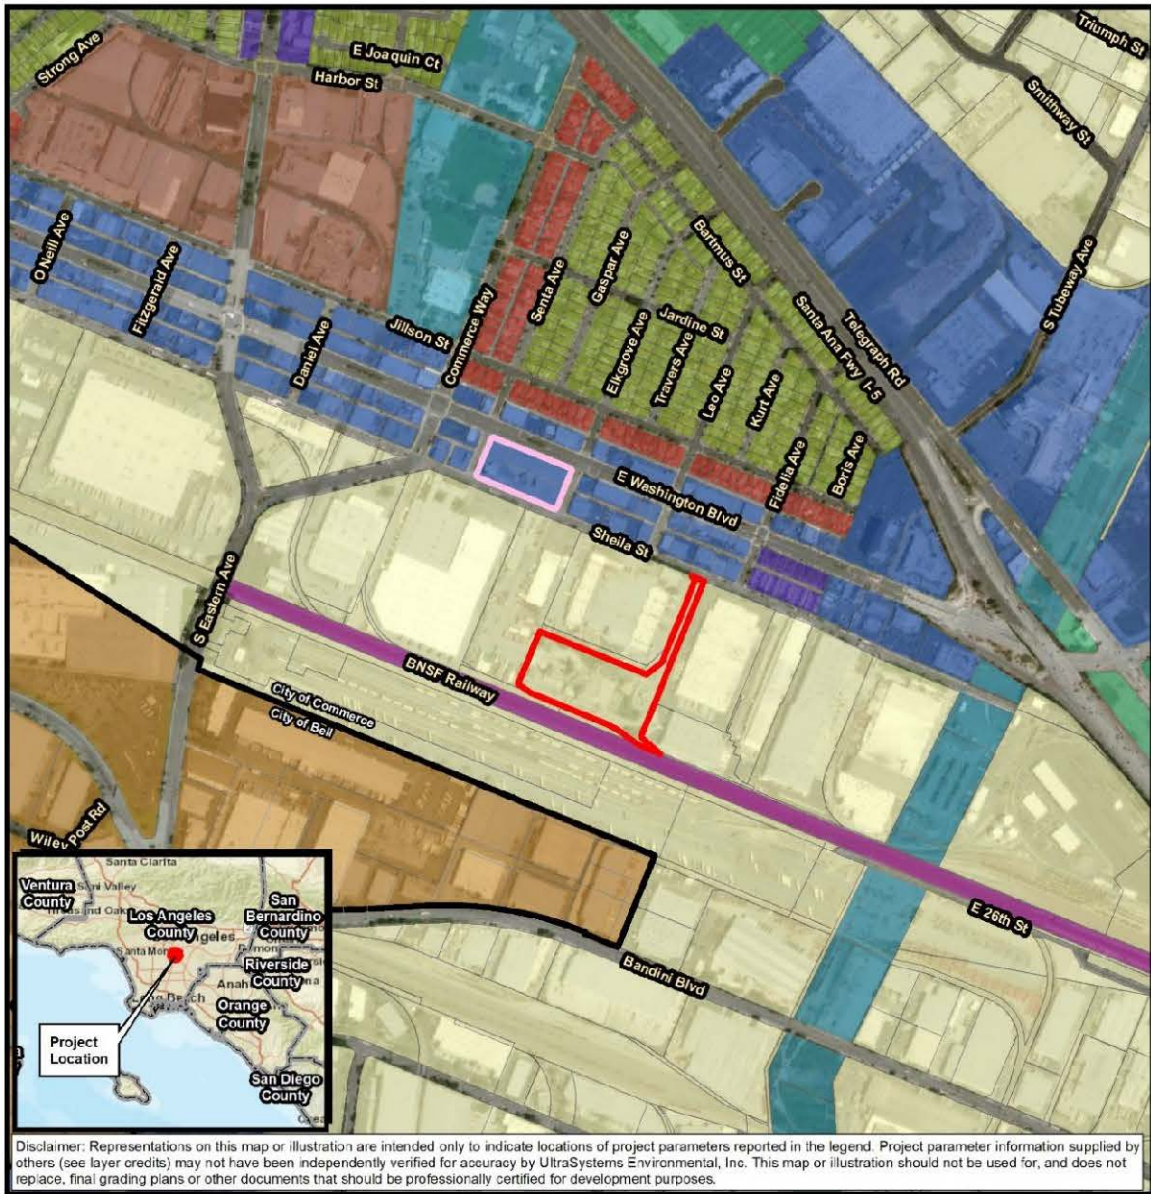 Triumph St
Strong Ave
E Joaquin Ct
Harbor St
Smithway St
O Neill Ave
Fitzgerald Ave
Daniel Ave
Jillson St
Commerce Way
Senta Ave
Gaspar Ave
Bartmus St
Elkgrove Ave
Jardine St
Travers Ave
Leo Ave
Kurt Ave
Santa Ana Fwy I-5
Telegraph Rd
S Tubeway Ave
Fidelia Ave
Boris Ave
E Washington Blvd
Sheila St
S Eastern Ave
BNSF Railway
City of Commerce
City of Bell
Wiley Post Rd
E 26th St
Bandini Blvd
Santa Clarita
Ventura
County
Los Angeles
County
San
Bernardino
County
Riverside
County
Orange
County
San Diego
County
Project
Location
Disclaimer: Representations on this map or illustration are intended only to indicate locations of project parameters reported in the legend. Project parameter information supplied by
others (see layer credits) may not have been independently verified for accuracy by UltraSystems Environmental, Inc. This map or illustration should not be used for, and does not
replace, final grading plans or other documents that should be professionally certified for development purposes.